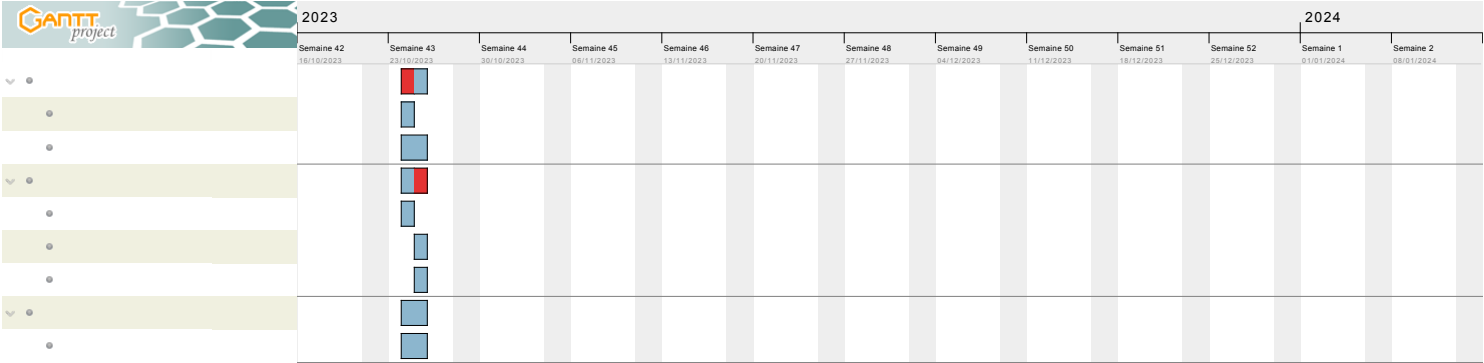 GANTT
project
2023
2024
Semaine 42 Semaine 43 Semaine 44 Semaine 45 Semaine 46 Semaine 47 Semaine 48 Semaine 49 Semaine 50 Semaine 51 Semaine 52 Semaine 1 Semaine 2
16/10/2023 23/10/2023 30/10/2023 06/11/2023 13/11/2023 20/11/2023 27/11/2023 04/12/2023 11/12/2023 18/12/2023 25/12/2023 01/01/2024 08/01/2024